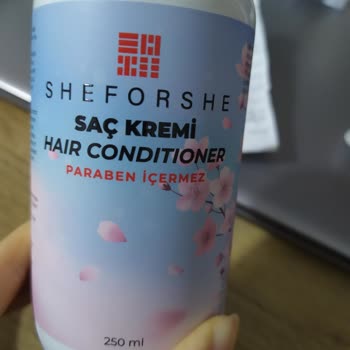 SHEFORSHE
SAÇ KREMİ
HAIR CONDITIONER
PARABEN İÇERMEZ
250 ml